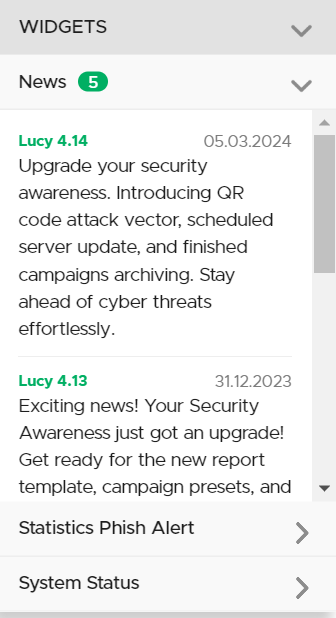 WIDGETS
News 5
Lucy 4.14 05.03.2024
Upgrade your security
awareness. Introducing QR
code attack vector, scheduled
server update, and finished
campaigns archiving. Stay
ahead of cyber threats
effortlessly.
Lucy 4.13 31.12.2023
Exciting news! Your Security
Awareness just got an upgrade!
Get ready for the new report
template, campaign presets, and
Statistics Phish Alert
System Status